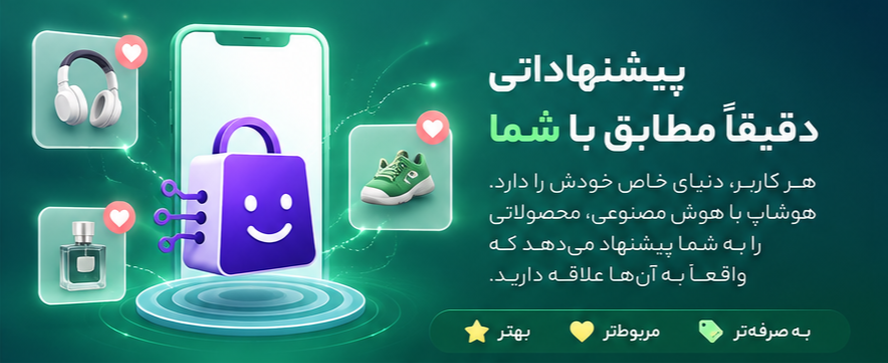 پیشنهاداتی
دقیقاً مطابق با شما
هر کاربر، دنیای خاص خودش را دارد.
هوشاپ با هوش مصنوعی، محصولاتی
را به شما پیشنهاد می‌دهد که
واقعاً به آن‌ها علاقه دارید.
به صرفه‌تر مربوط‌تر بهتر